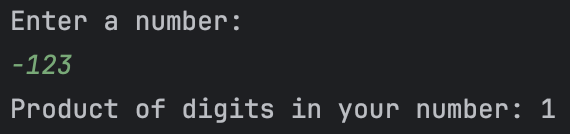 Enter a number:
-123
Product of digits in your number: 1